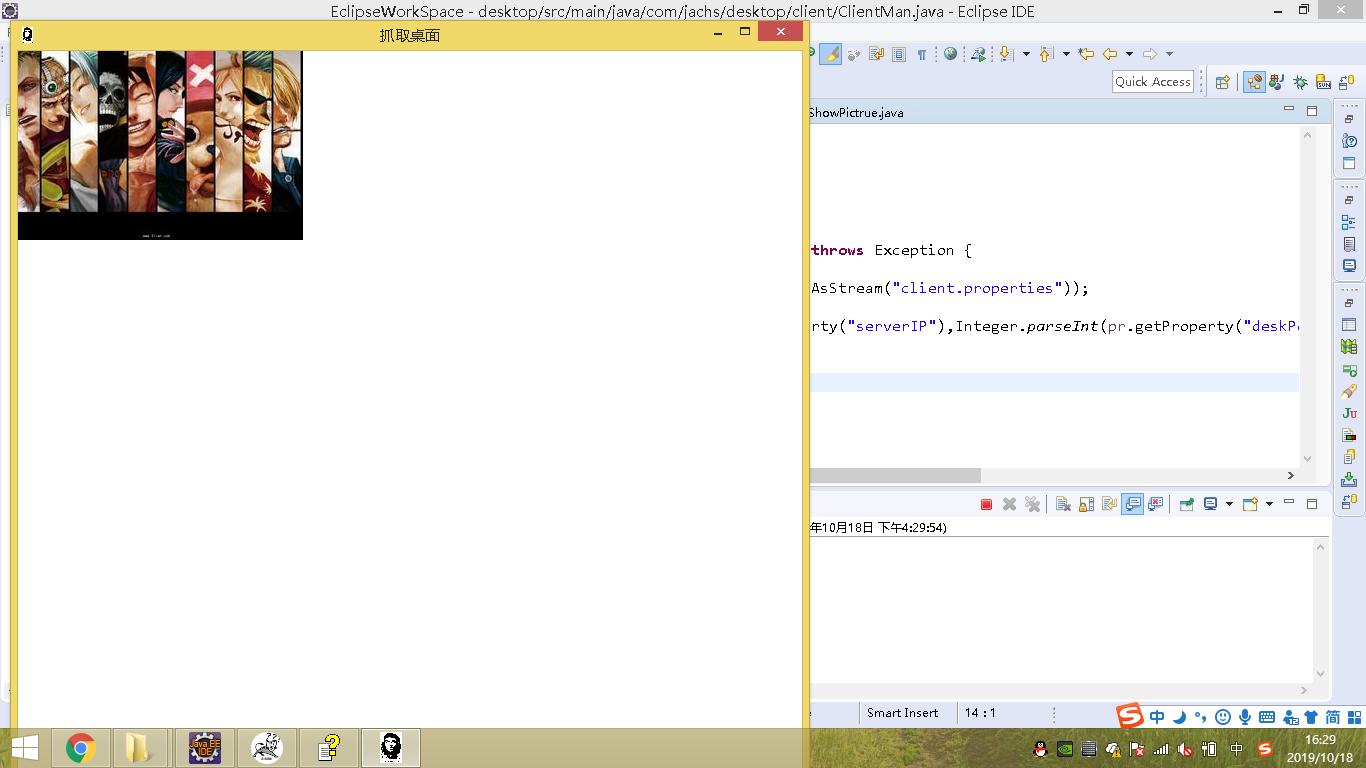 EclipseWorkSpace - desktop/src/main/java/com/jachs/desktop/client/ClientMan.java - Eclipse IDE
抓取桌面
Quick Access
ShowPictrue.java
throws Exception {
AsStream("client.properties"));
rty("serverIP"),Integer.parseInt(pr.getProperty("deskP
年10月18日 下午4:29:54)
Smart Insert
14 : 1
中
简
Java EE
IDE
中
16:29
2019/10/18